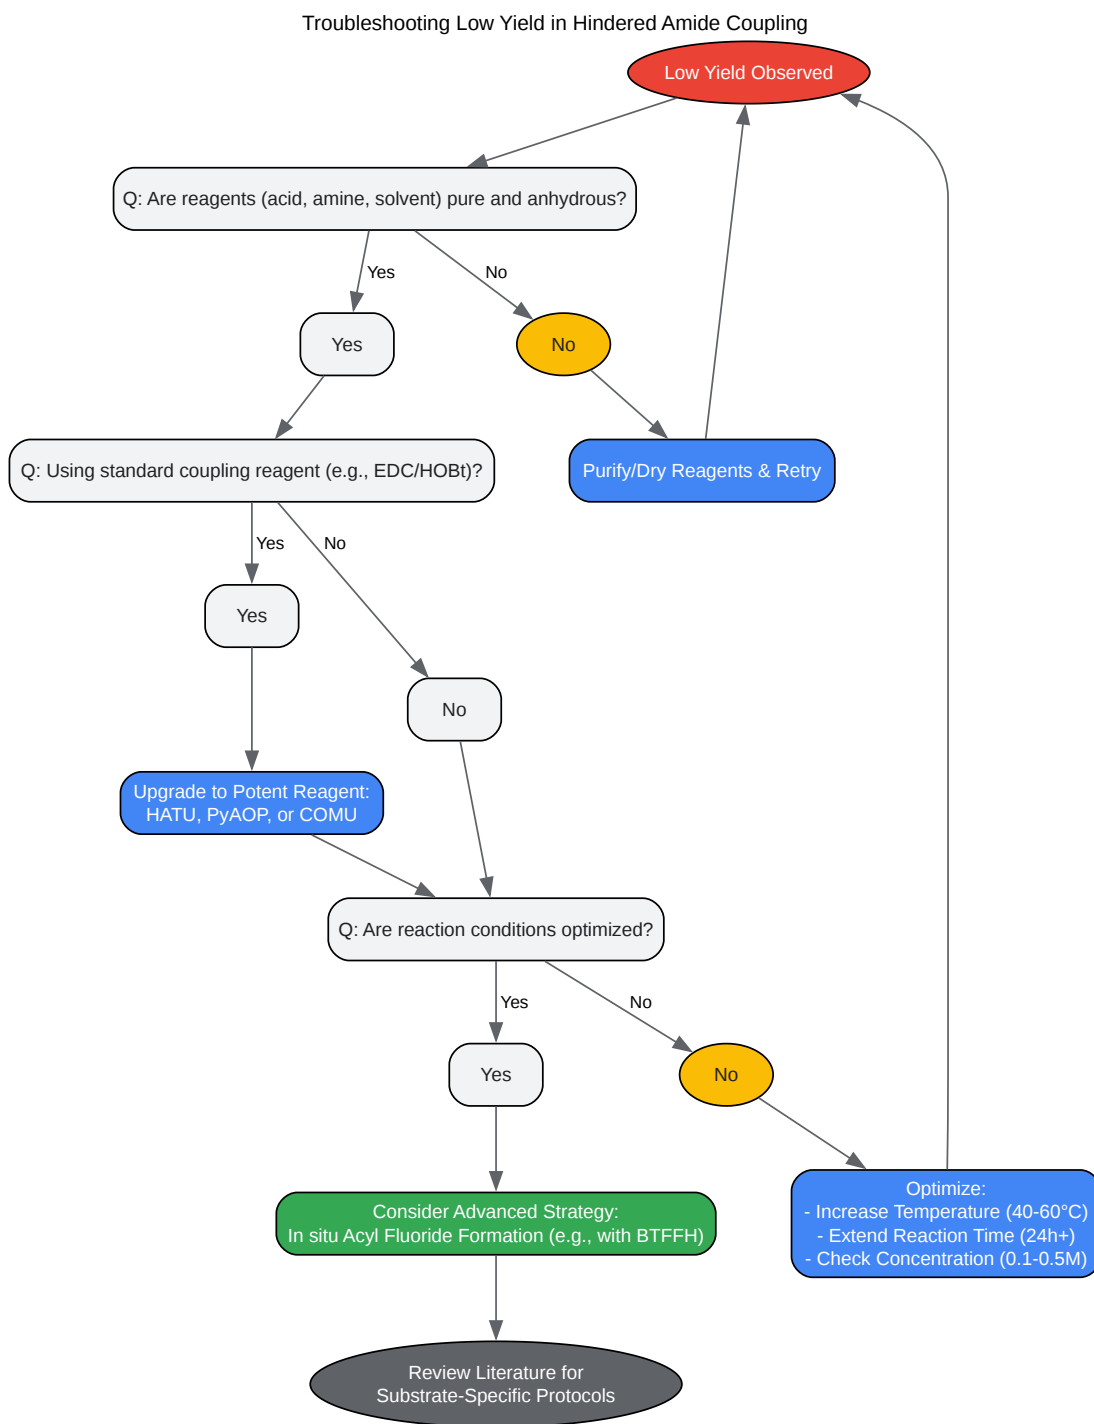 Troubleshooting Low Yield in Hindered Amide Coupling
Low Yield Observed
Q: Are reagents (acid, amine, solvent) pure and anhydrous?
Yes
No
Yes
No
Q: Using standard coupling reagent (e.g., EDC/HOBt)?
Purify/Dry Reagents & Retry
Yes
No
Yes
No
Upgrade to Potent Reagent:
HATU, PyAOP, or COMU
Q: Are reaction conditions optimized?
Yes
No
Yes
No
Consider Advanced Strategy:
In situ Acyl Fluoride Formation (e.g., with BTFFH)
Optimize:
- Increase Temperature (40-60°C)
- Extend Reaction Time (24h+)
- Check Concentration (0.1-0.5M)
Review Literature for
Substrate-Specific Protocols